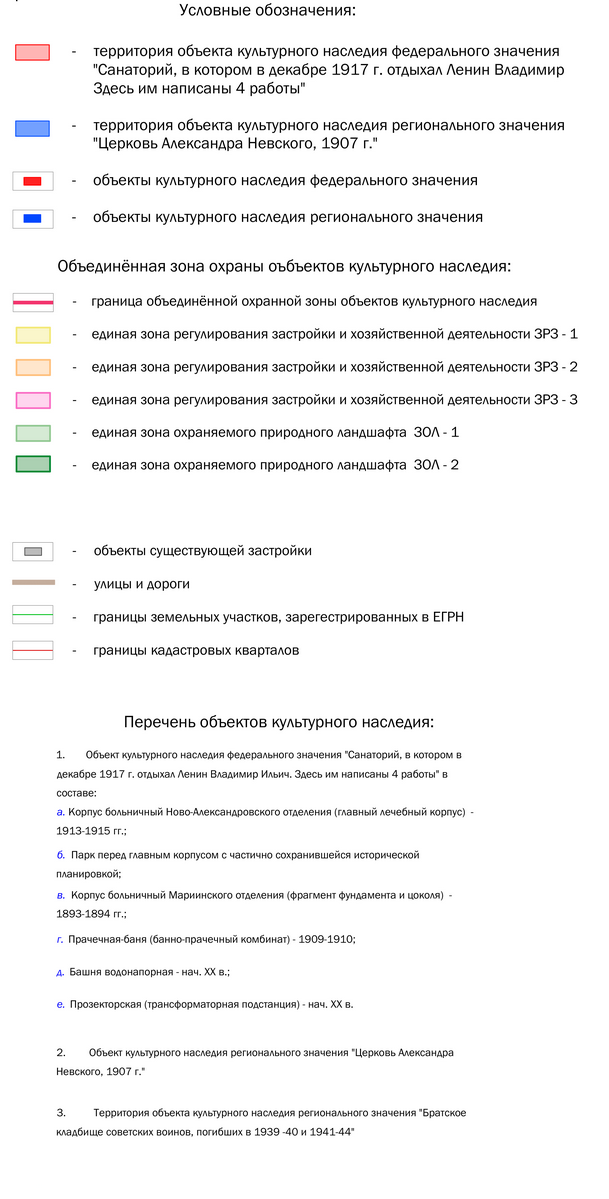 Условные обозначения:
- территория объекта культурного наследия федерального значения
"Санаторий, в котором в декабре 1917 г. отдыхал Ленин Владимир
Здесь им написаны 4 работы"
- территория объекта культурного наследия регионального значения
"Церковь Александра Невского, 1907 г."
- объекты культурного наследия федерального значения
- объекты культурного наследия регионального значения
Объединённая зона охраны оъбъектов культурного наследия:
- граница объединённой охранной зоны объектов культурного наследия
- единая зона регулирования застройки и хозяйственной деятельности ЗРЗ - 1
- единая зона регулирования застройки и хозяйственной деятельности ЗРЗ - 2
- единая зона регулирования застройки и хозяйственной деятельности ЗРЗ - 3
- единая зона охраняемого природного ландшафта ЗОЛ - 1
- единая зона охраняемого природного ландшафта ЗОЛ - 2
- объекты существующей застройки
- улицы и дороги
- границы земельных участков, зарегестрированных в ЕГРН
- границы кадастровых кварталов
Перечень объектов культурного наследия:
1. Объект культурного наследия федерального значения "Санаторий, в котором в
декабре 1917 г. отдыхал Ленин Владимир Ильич. Здесь им написаны 4 работы" в
составе:
а. Корпус больничный Ново-Александровского отделения (главный лечебный корпус) -
1913-1915 гг.;
б. Парк перед главным корпусом с частично сохранившейся исторической
планировкой;
в. Корпус больничный Мариинского отделения (фрагмент фундамента и цоколя) -
1893-1894 гг.;
г. Прачечная-баня (банно-прачечный комбинат) - 1909-1910;
д. Башня водонапорная - нач. XX в.;
е. Прозекторская (трансформаторная подстанция) - нач. XX в.
2. Объект культурного наследия регионального значения "Церковь Александра
Невского, 1907 г."
3. Территория объекта культурного наследия регионального значения "Братское
кладбище советских воинов, погибших в 1939 -40 и 1941-44"